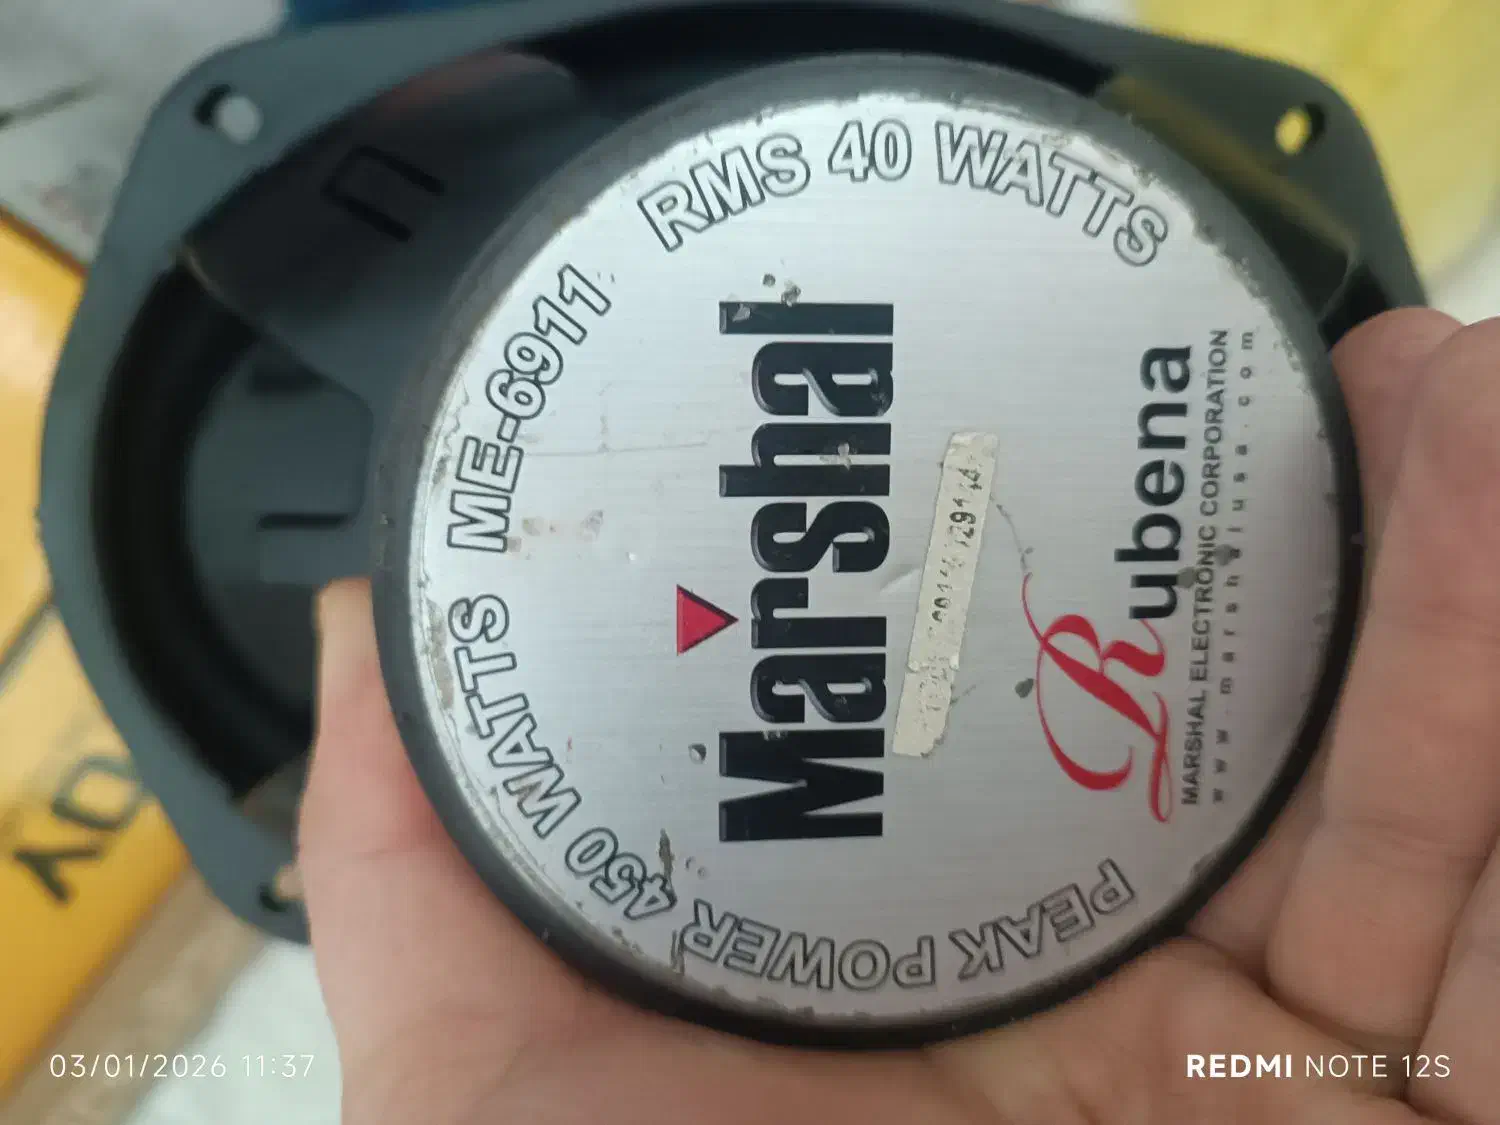 PEAK POWER 450 WATTS ME-6911 RMS 40 WATTS
Marshal
Rubena
MARSHAL ELECTRONIC CORPORATION
www.marshalusa.com
03/01/2026 11:37
REDMI NOTE 12S